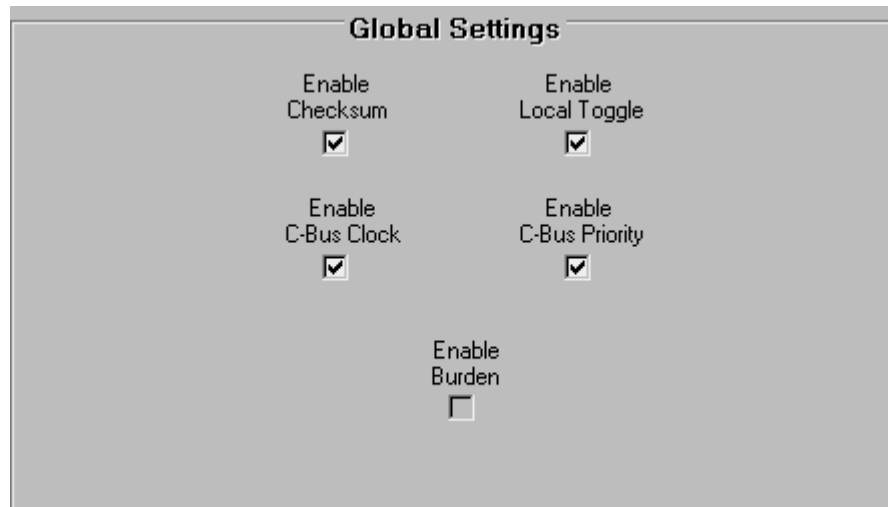 Global Settings
Enable
Checksum
Enable
Local Toggle
Enable
C-Bus Clock
Enable
C-Bus Priority
Enable
Burden